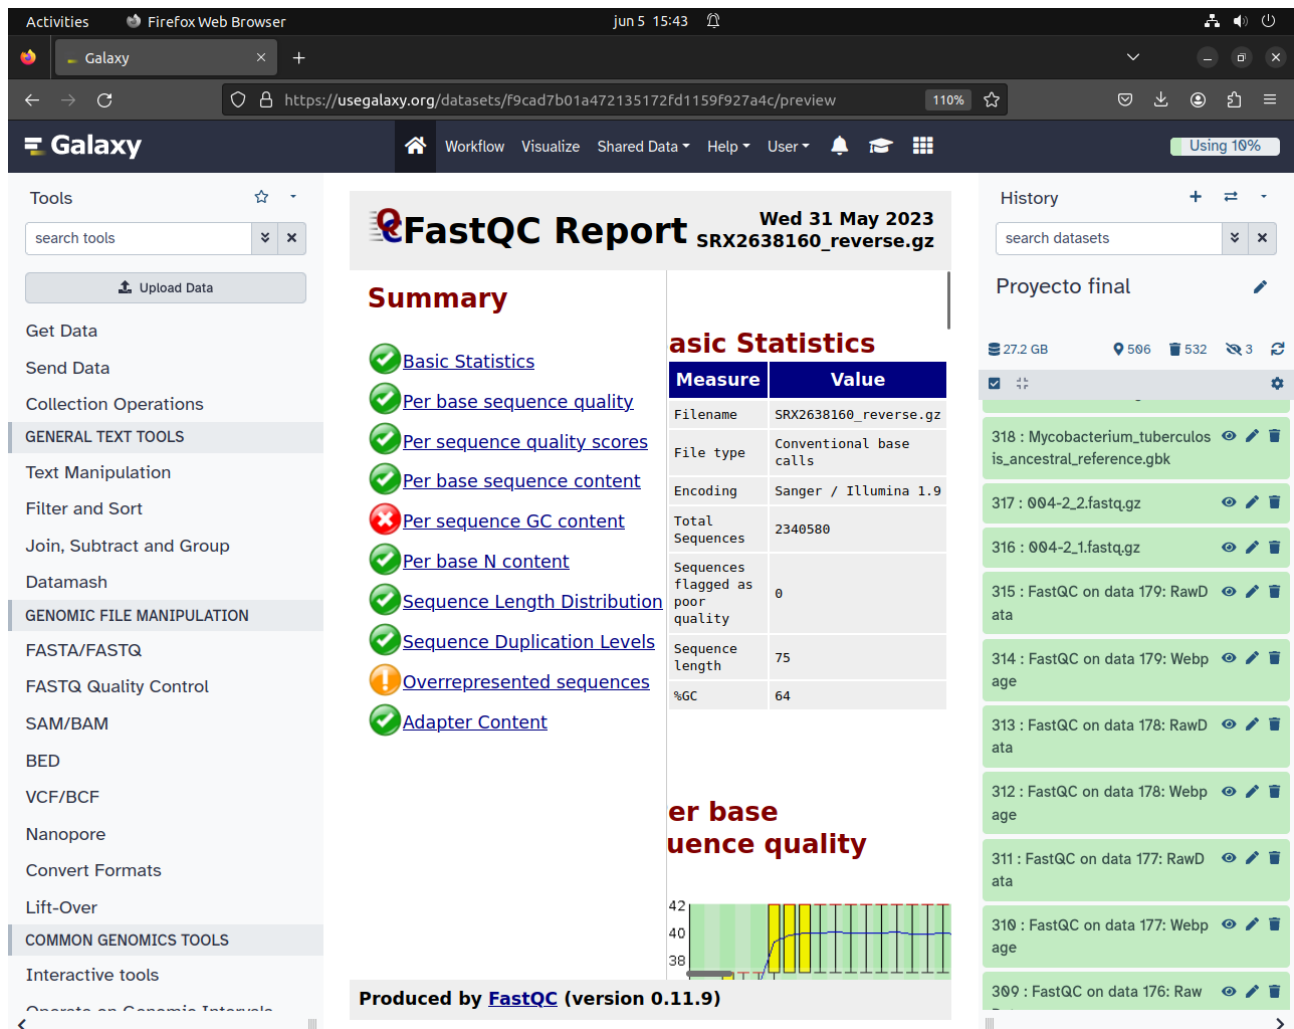 Activities
Firefox Web Browser
jun 5 15:43
Galaxy
https://usegalaxy.org/datasets/f9cad7b01a472135172fd1159f927a4c/preview
110%
Galaxy
Workflow
Visualize
Shared Data
Help
User
Using 10%
Tools
search tools
Upload Data
Get Data
Send Data
Collection Operations
GENERAL TEXT TOOLS
Text Manipulation
Filter and Sort
Join, Subtract and Group
Datamash
GENOMIC FILE MANIPULATION
FASTA/FASTQ
FASTQ Quality Control
SAM/BAM
BED
VCF/BCF
Nanopore
Convert Formats
Lift-Over
COMMON GENOMICS TOOLS
Interactive tools
Operate on Genomic Intervals
FastQC Report
Wed 31 May 2023
SRX2638160_reverse.gz
Summary
Basic Statistics
Per base sequence quality
Per sequence quality scores
Per base sequence content
Per sequence GC content
Per base N content
Sequence Length Distribution
Sequence Duplication Levels
Overrepresented sequences
Adapter Content
asic Statistics
Measure Value
Filename SRX2638160_reverse.gz
File type Conventional base
calls
Encoding Sanger / Illumina 1.9
Total
Sequences 2340580
Sequences
flagged as
poor
quality 0
Sequence
length 75
%GC 64
er base
uence quality
42
40
38
Produced by FastQC (version 0.11.9)
History
search datasets
Proyecto final
27.2 GB
506
532
3
318 : Mycobacterium_tuberculos
is_ancestral_reference.gbk
317 : 004-2_2.fastq.gz
316 : 004-2_1.fastq.gz
315 : FastQC on data 179: RawD
ata
314 : FastQC on data 179: Webp
age
313 : FastQC on data 178: RawD
ata
312 : FastQC on data 178: Webp
age
311 : FastQC on data 177: RawD
ata
310 : FastQC on data 177: Webp
age
309 : FastQC on data 176: Raw